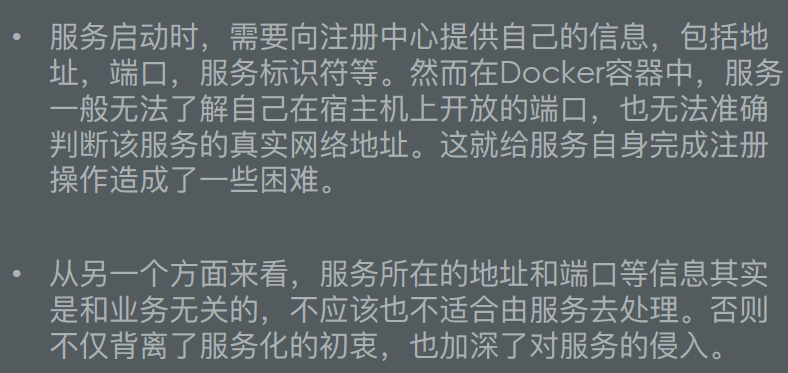 • 服务启动时，需要向注册中心提供自己的信息，包括地
址，端口，服务标识符等。然而在Docker容器中，服务
一般无法了解自己在宿主机上开放的端口，也无法准确
判断该服务的真实网络地址。这就给服务自身完成注册
操作造成了一些困难。
• 从另一个方面来看，服务所在的地址和端口等信息其实
是和业务无关的，不应该也不适合由服务去处理。否则
不仅背离了服务化的初衷，也加深了对服务的侵入。